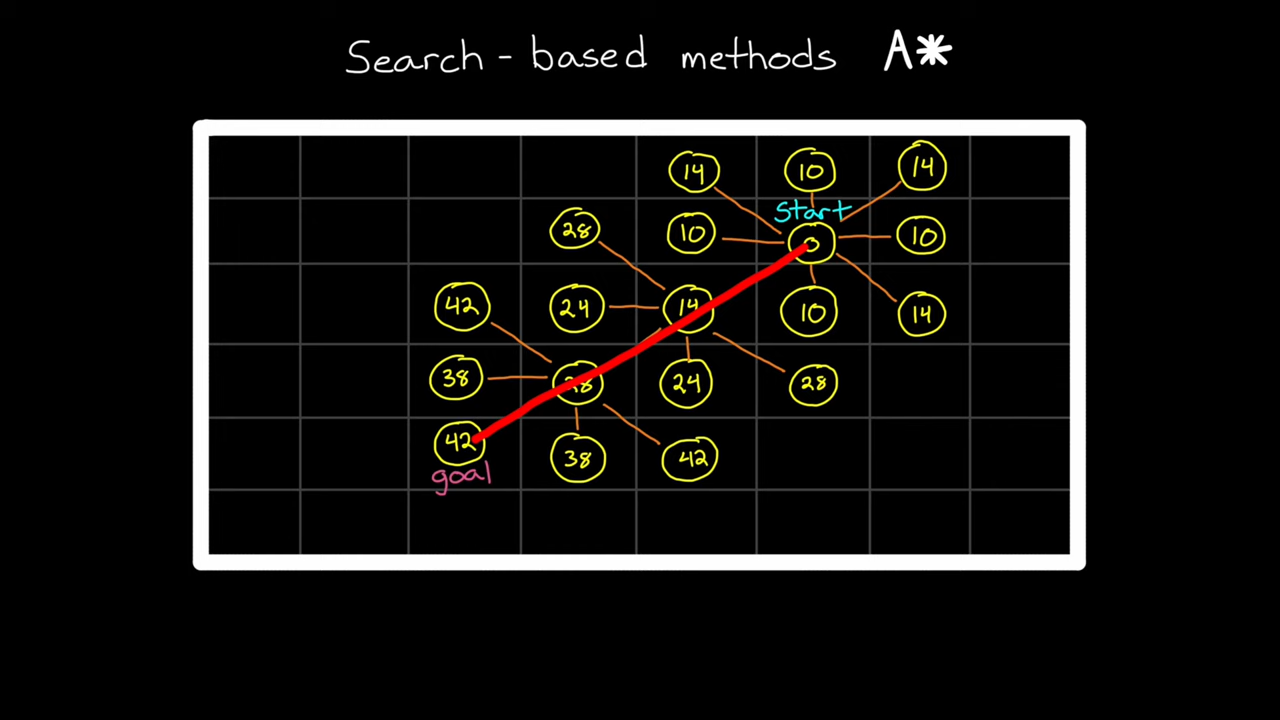 Search-based methods A*
14 10 14
start
28 10 0 10
42 24 14 10 14
38 28 24 28
42 38 42
goal